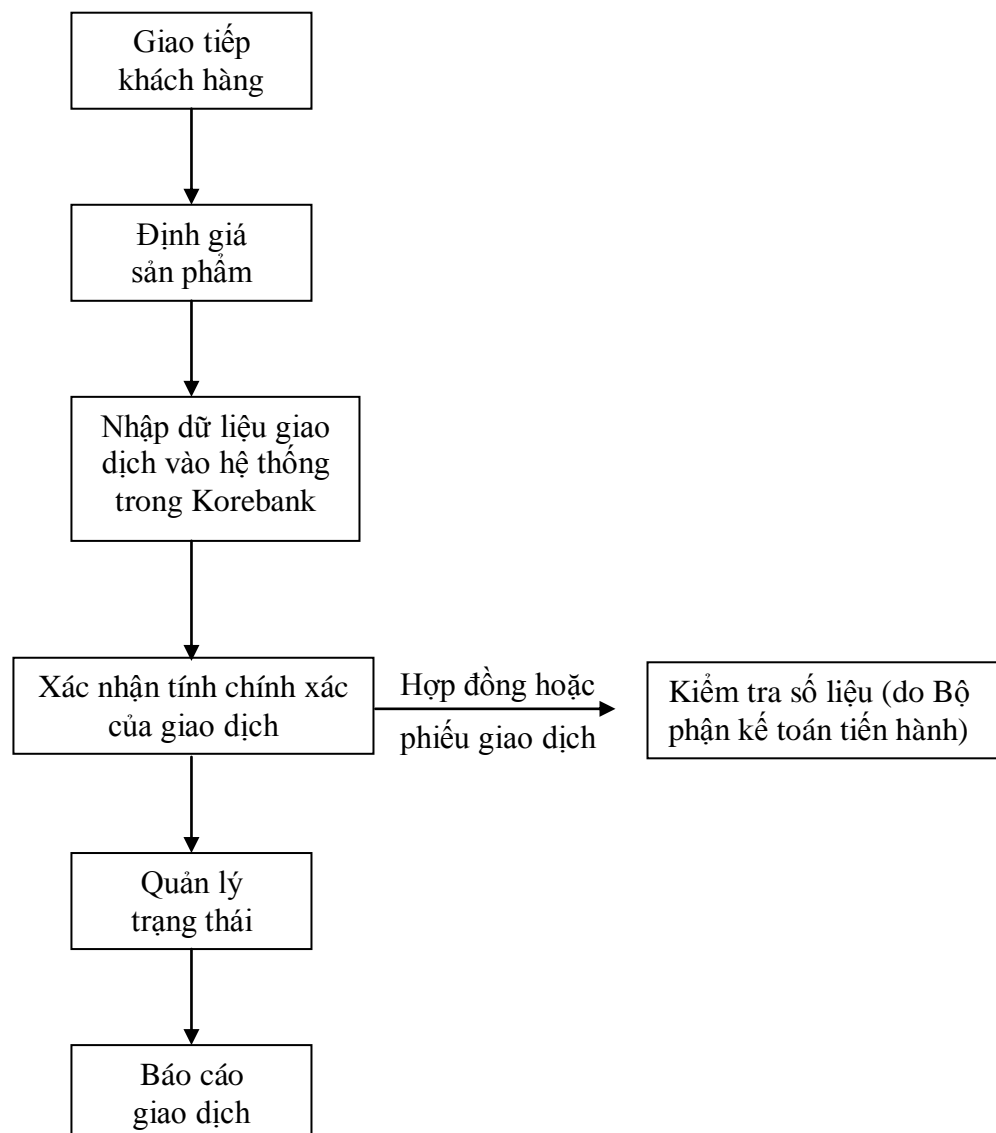 Giao tiếp
khách hàng
Định giá
sản phẩm
Nhập dữ liệu giao
dịch vào hệ thống
trong Korebank
Xác nhận tính chính xác
của giao dịch
Hợp đồng hoặc
phiếu giao dịch
Kiểm tra số liệu (do Bộ
phận kế toán tiến hành)
Quản lý
trạng thái
Báo cáo
giao dịch